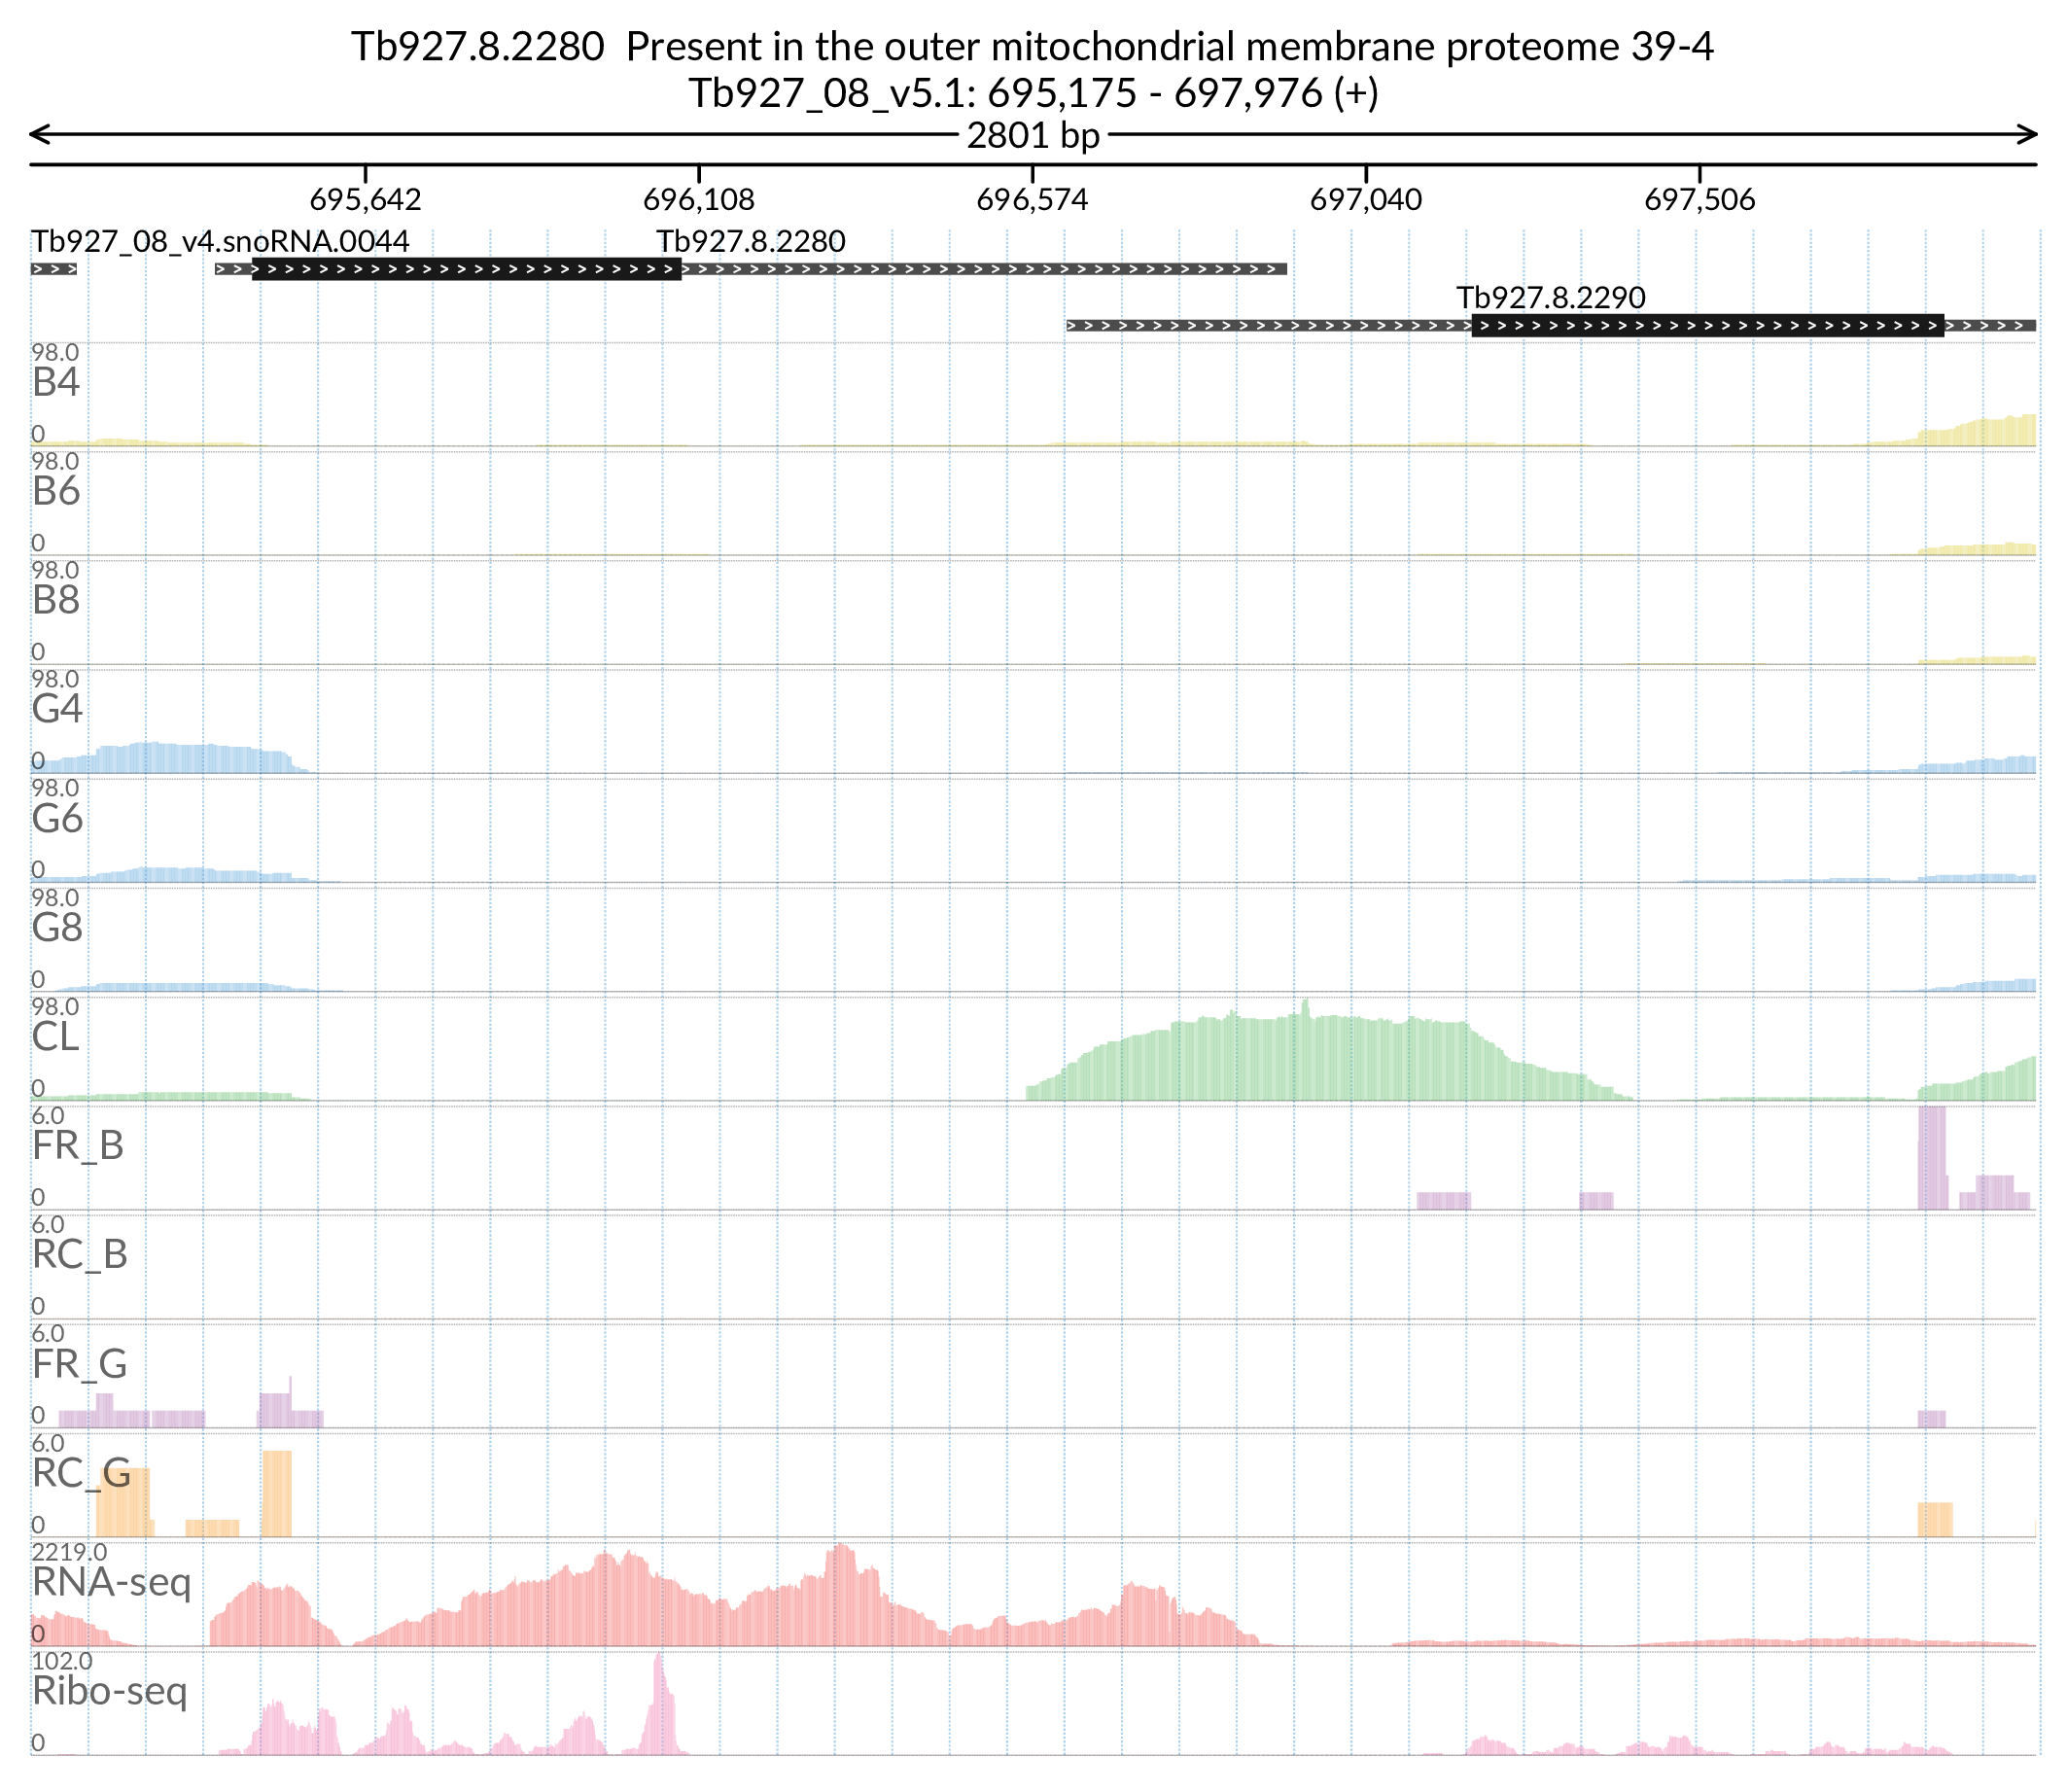 Tb927.8.2280  Present in the outer mitochondrial membrane proteome 39-4
Tb927_08_v5.1: 695,175 - 697,976 (+)
2801 bp
695,642 696,108 696,574 697,040 697,506
Tb927_08_v4.snoRNA.0044 Tb927.8.2280
Tb927.8.2290
98.0
B4
0
98.0
B6
0
98.0
B8
0
98.0
G4
0
98.0
G6
0
98.0
G8
0
98.0
CL
0
6.0
FR_B
0
6.0
RC_B
0
6.0
FR_G
0
6.0
RC_G
0
2219.0
RNA-seq
0
102.0
Ribo-seq
0